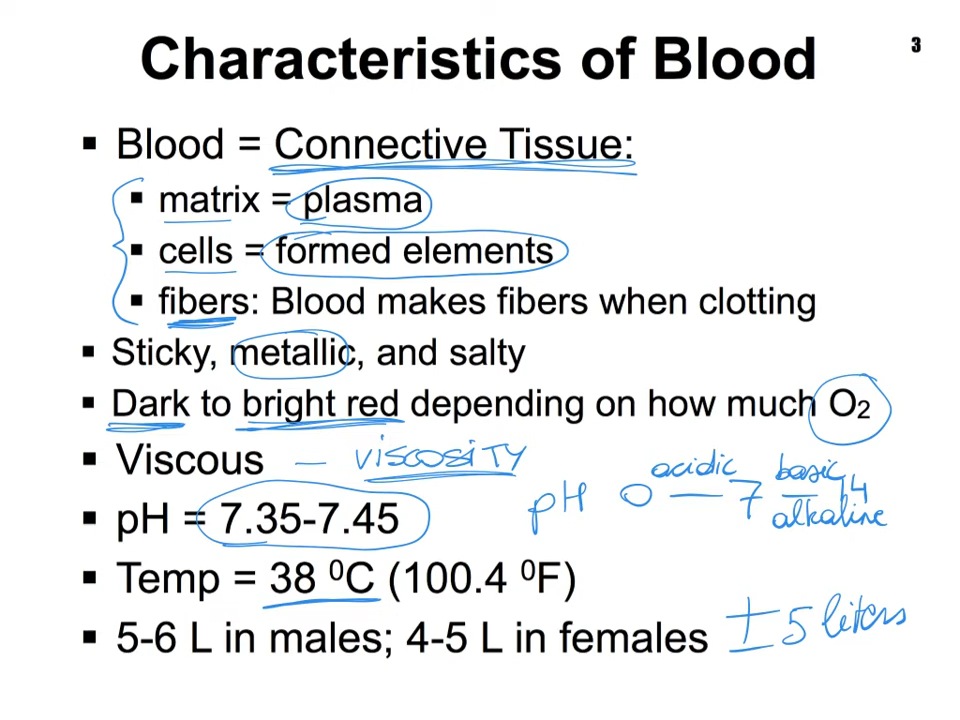 Characteristics of Blood
3
▪ Blood = Connective Tissue:
▪ matrix = plasma
▪ cells = formed elements
▪ fibers: Blood makes fibers when clotting
▪ Sticky, metallic, and salty
▪ Dark to bright red depending on how much O₂
▪ Viscous – VISCOSITY
▪ pH = 7.35-7.45
pH 0 — acidic — 7 — basic — 14
alkaline
▪ Temp = 38 ⁰C (100.4 ⁰F)
▪ 5-6 L in males; 4-5 L in females ± 5 liters